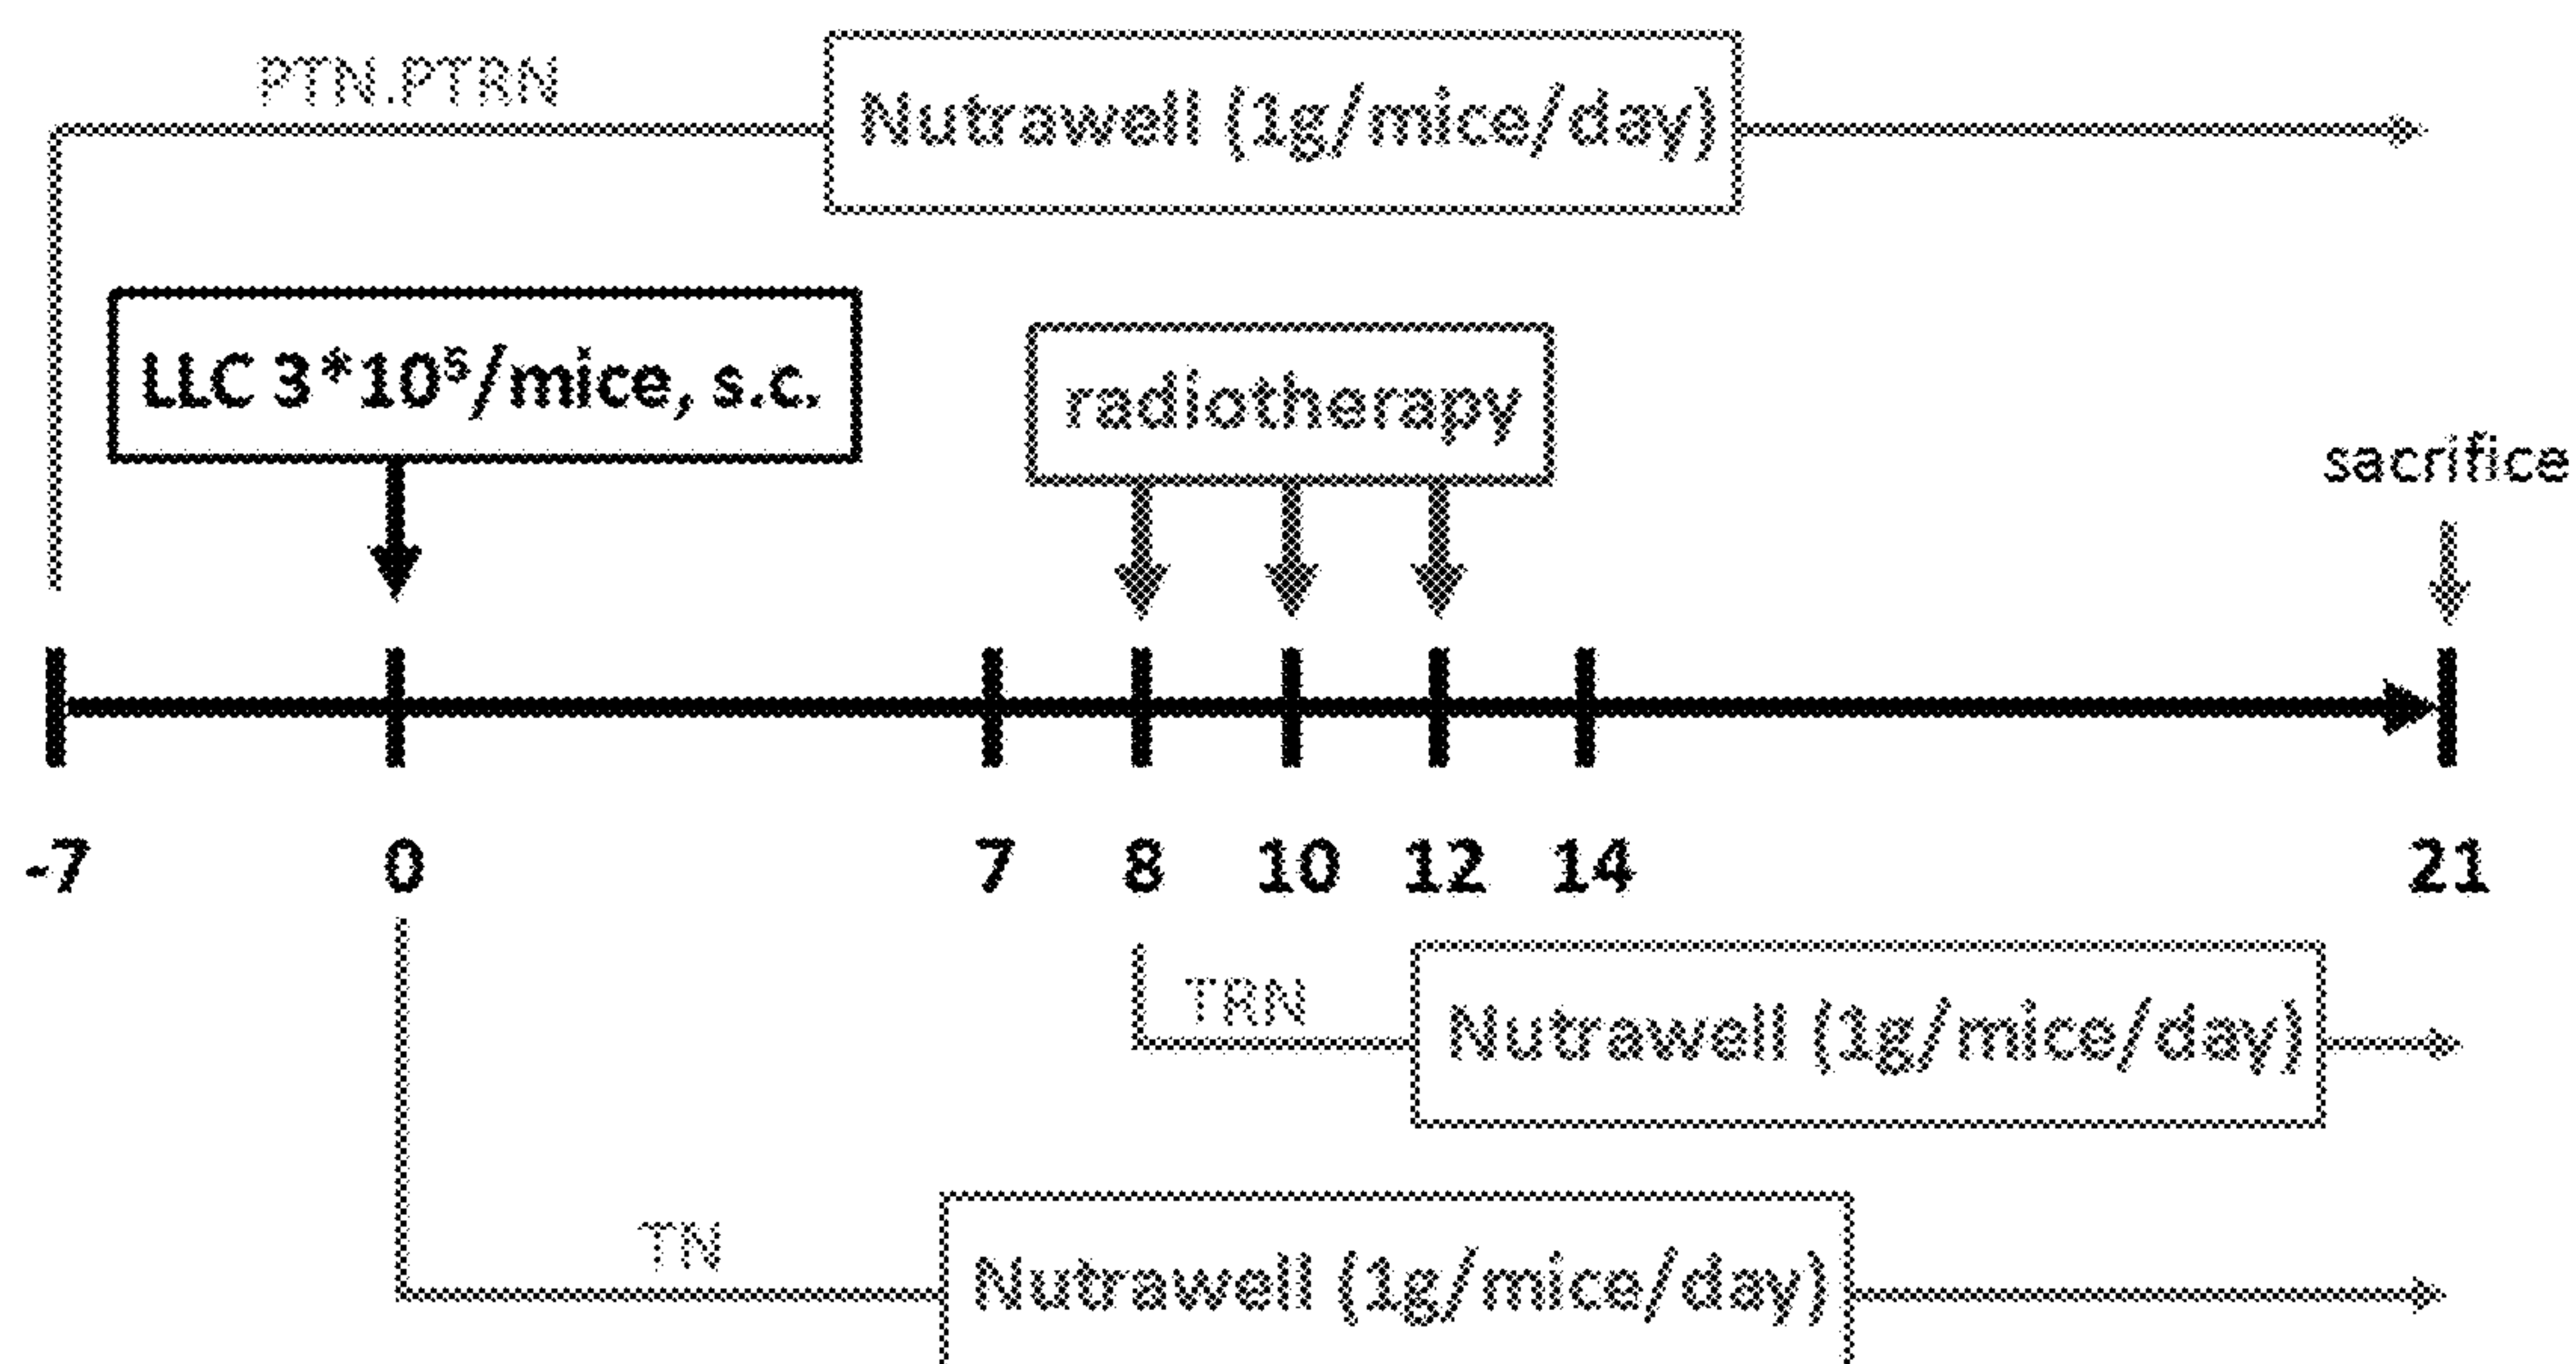 PTN.PTRN
Nutrawell (1g/mice/day)
LLC 3*10⁵/mice, s.c.
radiotherapy
sacrifice
-7 0 7 8 10 12 14 21
TRN
Nutrawell (1g/mice/day)
TN
Nutrawell (1g/mice/day)